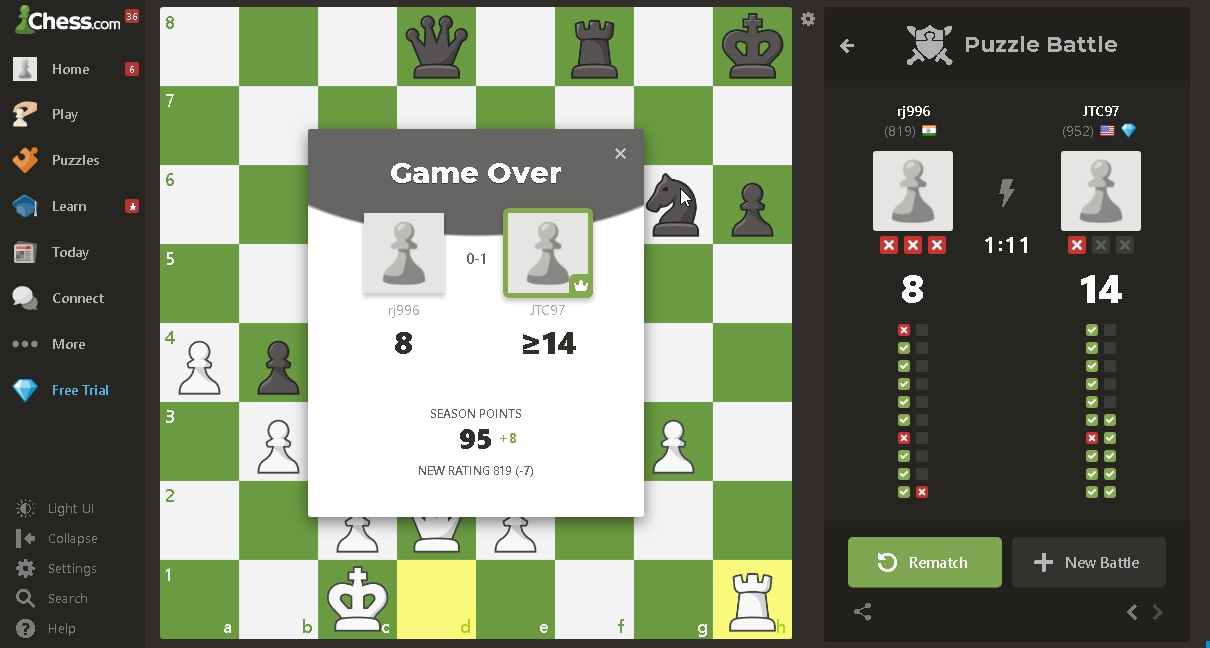 Chess.com 36
Home 6
Play
Puzzles
Learn
Today
Connect
More
Free Trial
Light UI
Collapse
Settings
Search
Help
8
7
6
5
4
3
2
1
a b c d e f g h
Game Over
0-1
rj996 JTC97
8 ≥14
SEASON POINTS
95 +8
NEW RATING 819 (-7)
Puzzle Battle
rj996 JTC97
(819) (952)
1:11
8 14
Rematch New Battle